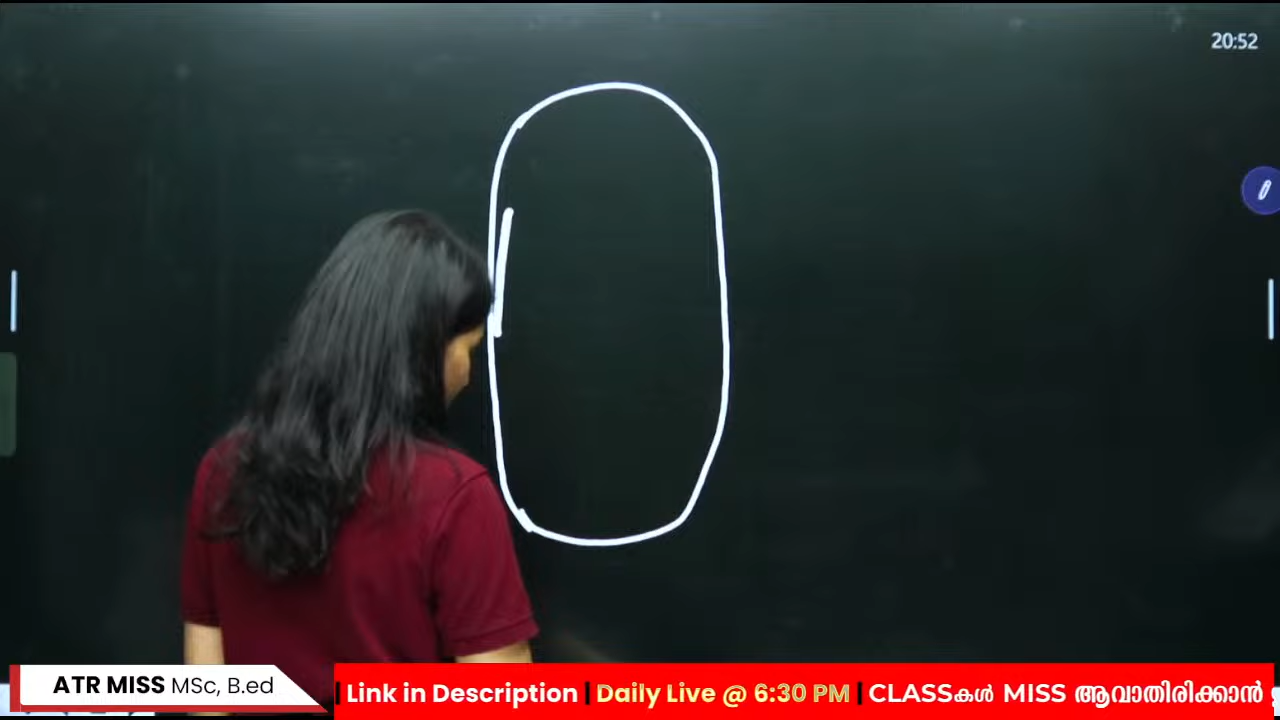 20:52
ATR MISS MSc, B.ed
| Link in Description | Daily Live @ 6:30 PM | CLASSകൾ MISS ആവാതിരിക്കാൻ